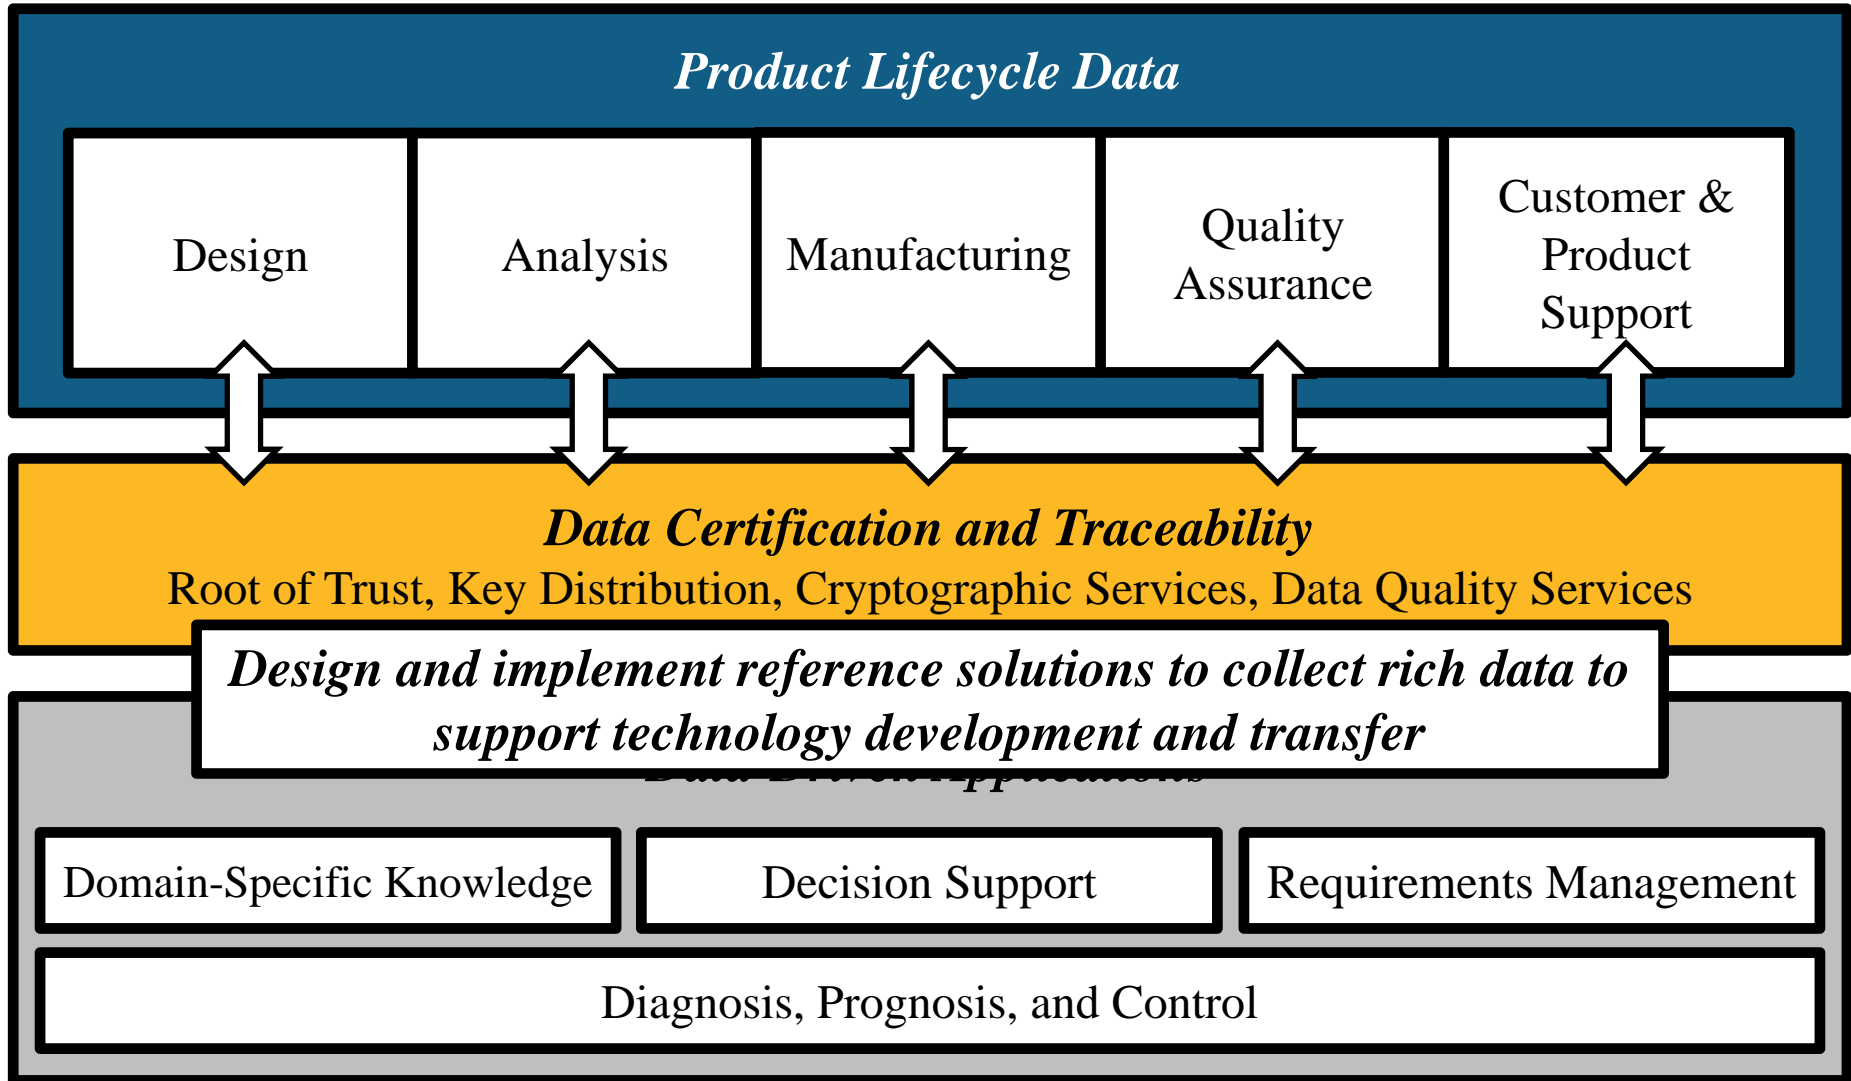 Product Lifecycle Data
Design
Analysis
Manufacturing
Quality
Assurance
Customer &
Product
Support
Data Certification and Traceability
Root of Trust, Key Distribution, Cryptographic Services, Data Quality Services
Design and implement reference solutions to collect rich data to
support technology development and transfer
Domain-Specific Knowledge
Decision Support
Requirements Management
Diagnosis, Prognosis, and Control